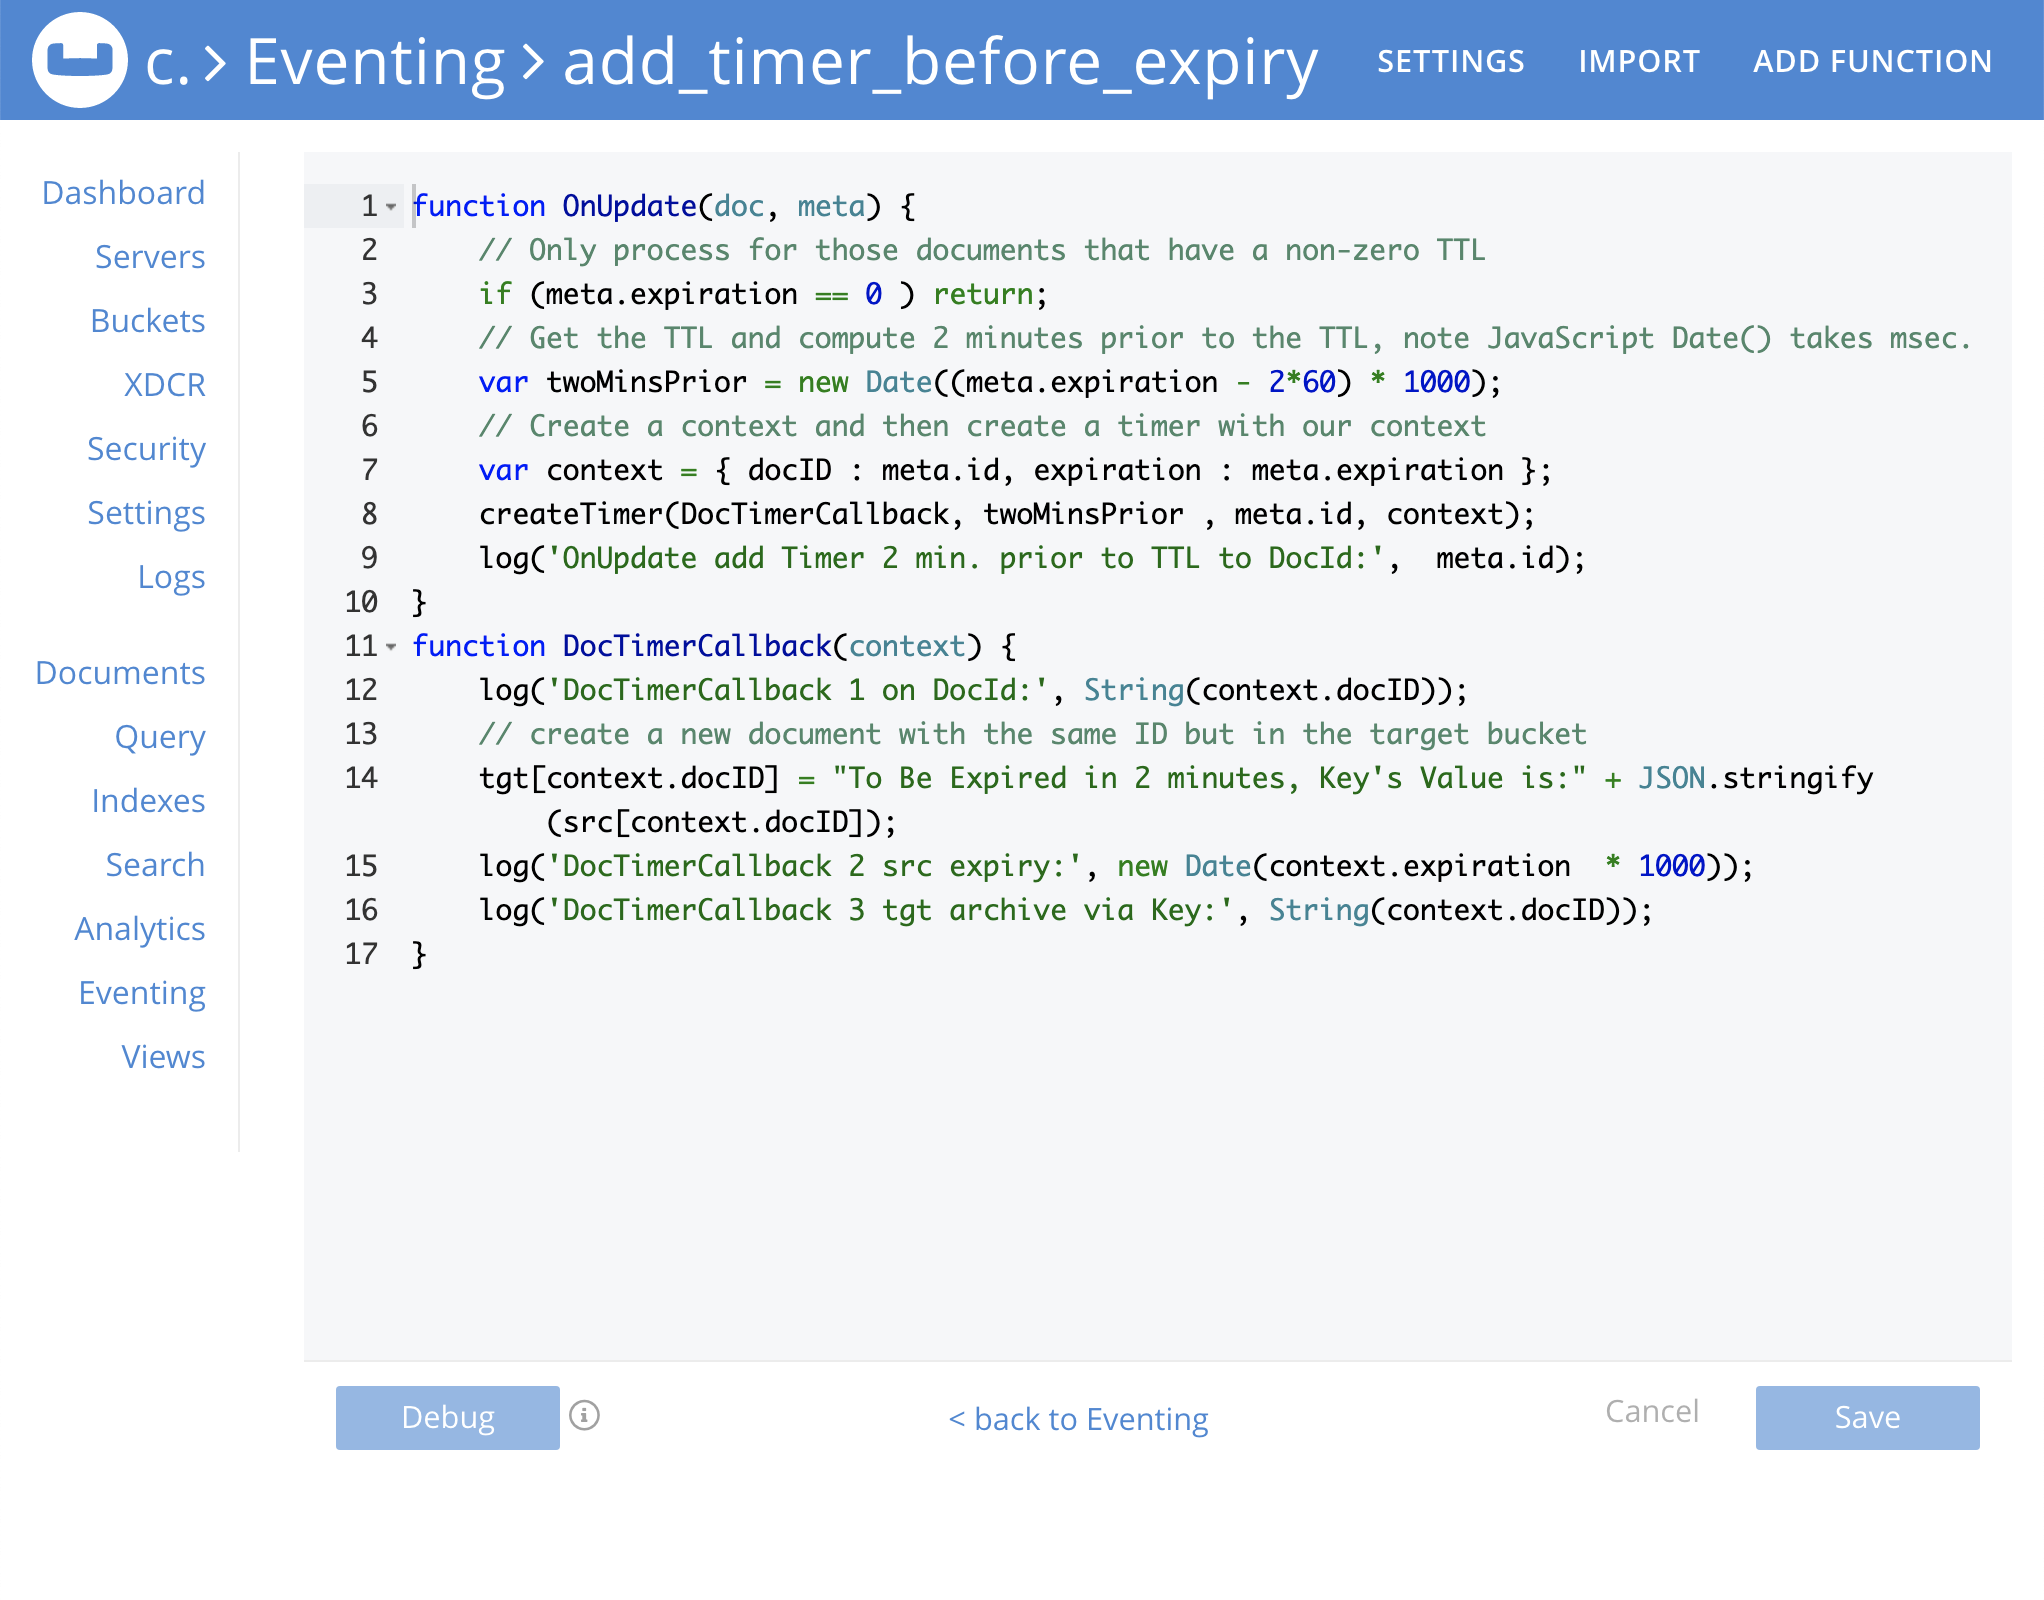 c. > Eventing > add_timer_before_expiry SETTINGS IMPORT ADD FUNCTION
Dashboard
Servers
Buckets
XDCR
Security
Settings
Logs
Documents
Query
Indexes
Search
Analytics
Eventing
Views
1 function OnUpdate(doc, meta) {
2     // Only process for those documents that have a non-zero TTL
3     if (meta.expiration == 0 ) return;
4     // Get the TTL and compute 2 minutes prior to the TTL, note JavaScript Date() takes msec.
5     var twoMinsPrior = new Date((meta.expiration - 2*60) * 1000);
6     // Create a context and then create a timer with our context
7     var context = { docID : meta.id, expiration : meta.expiration };
8     createTimer(DocTimerCallback, twoMinsPrior , meta.id, context);
9     log('OnUpdate add Timer 2 min. prior to TTL to DocId:',  meta.id);
10 }
11 function DocTimerCallback(context) {
12     log('DocTimerCallback 1 on DocId:', String(context.docID));
13     // create a new document with the same ID but in the target bucket
14     tgt[context.docID] = "To Be Expired in 2 minutes, Key's Value is:" + JSON.stringify
(src[context.docID]);
15     log('DocTimerCallback 2 src expiry:', new Date(context.expiration  * 1000));
16     log('DocTimerCallback 3 tgt archive via Key:', String(context.docID));
17 }
Debug < back to Eventing Cancel Save